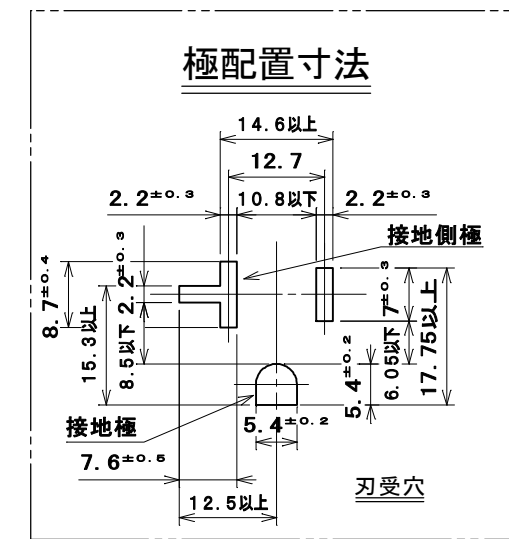 極配置寸法
14.6以上
12.7
2.2±0.3
10.8以下
2.2±0.3
接地側極
8.7±0.4
15.3以上
2.2±0.3
8.5以下
7±0.3
6.05以下
17.75以上
5.4±0.2
接地極
5.4±0.2
7.6±0.5
12.5以上
刃受穴